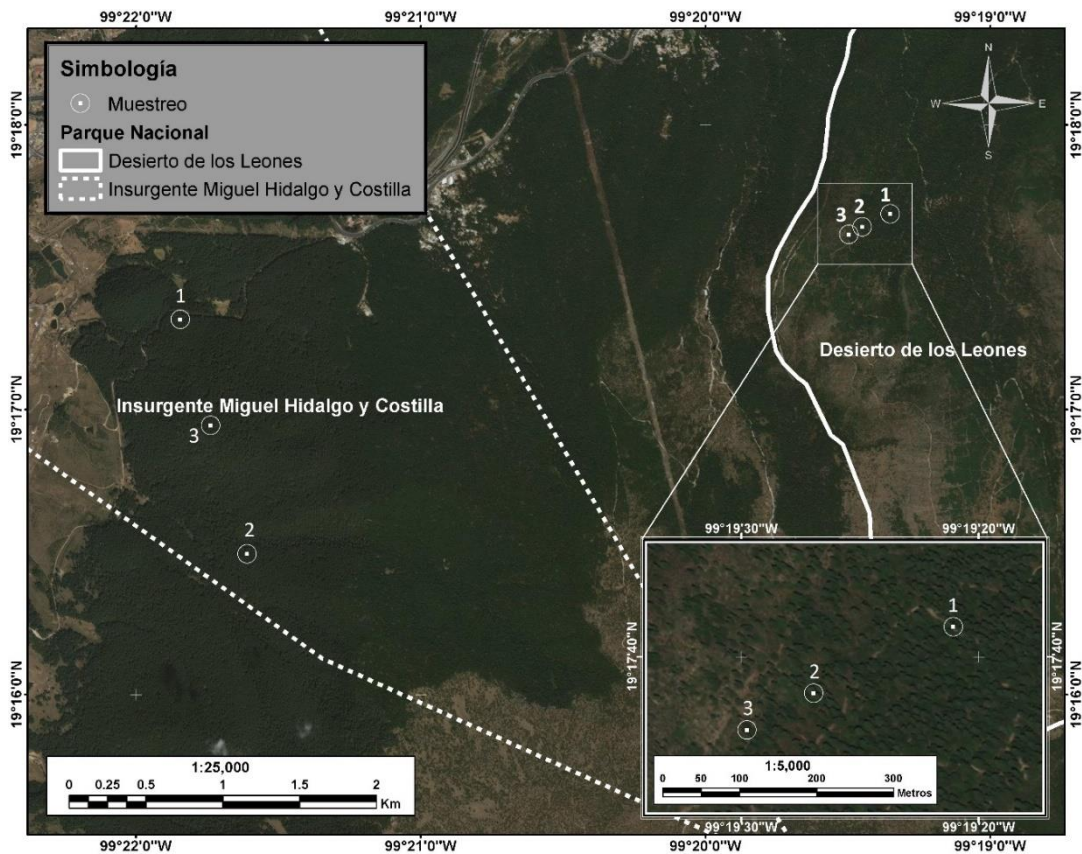 99°22'0"W 99°21'0"W 99°20'0"W 99°19'0"W
Simbología
Muestreo
Parque Nacional
Desierto de los Leones
Insurgente Miguel Hidalgo y Costilla
N
W E
S
19°18'0"N 19°18'0"N
3 2 1
1
Desierto de los Leones
Insurgente Miguel Hidalgo y Costilla
19°17'0"N 19°17'0"N
3
2
99°19'30"W 99°19'20"W
1
19°17'40"N 19°17'40"N
2
3
19°16'0"N 19°16'0"N
1:25,000
0 0.25 0.5 1 1.5 2
Km
1:5,000
0 50 100 200 300
Metros
99°19'30"W 99°19'20"W
99°22'0"W 99°21'0"W 99°20'0"W 99°19'0"W